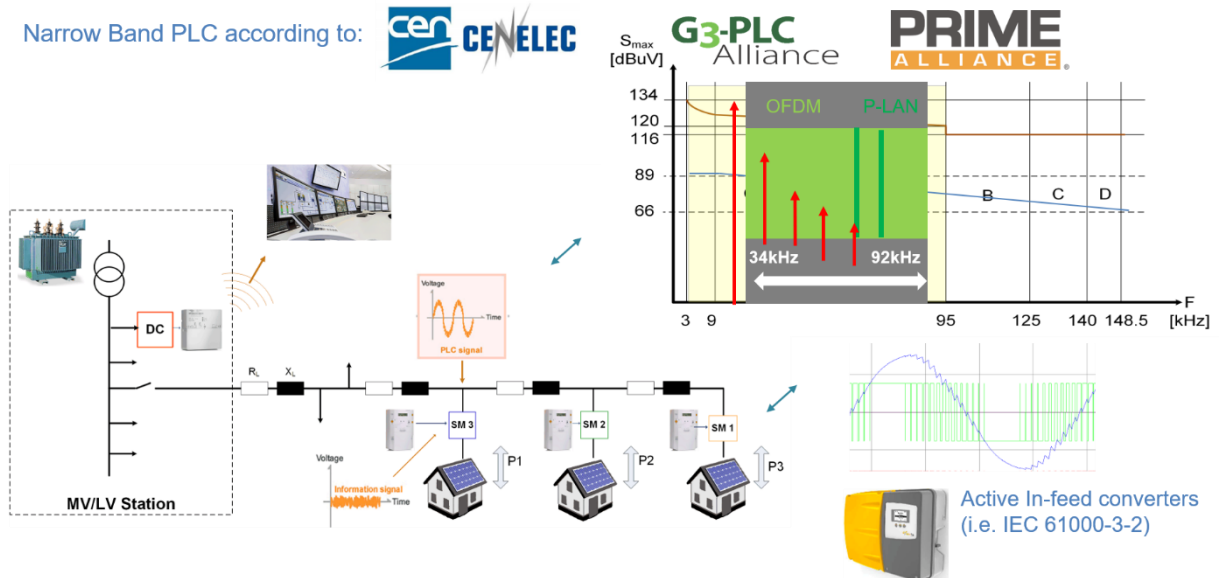 Narrow Band PLC according to:
cen
CENELEC
G3-PLC
Alliance
PRIME
ALLIANCE®
Smax
[dBuV]
134
120
116
89
66
OFDM
P-LAN
B
C
D
34kHz
92kHz
F
[kHz]
3
9
95
125
140
148.5
DC
MV/LV Station
RL
XL
Voltage
Time
PLC signal
SM 3
SM 2
SM 1
P1
P2
P3
Voltage
Information signal
Time
Active In-feed converters
(i.e. IEC 61000-3-2)